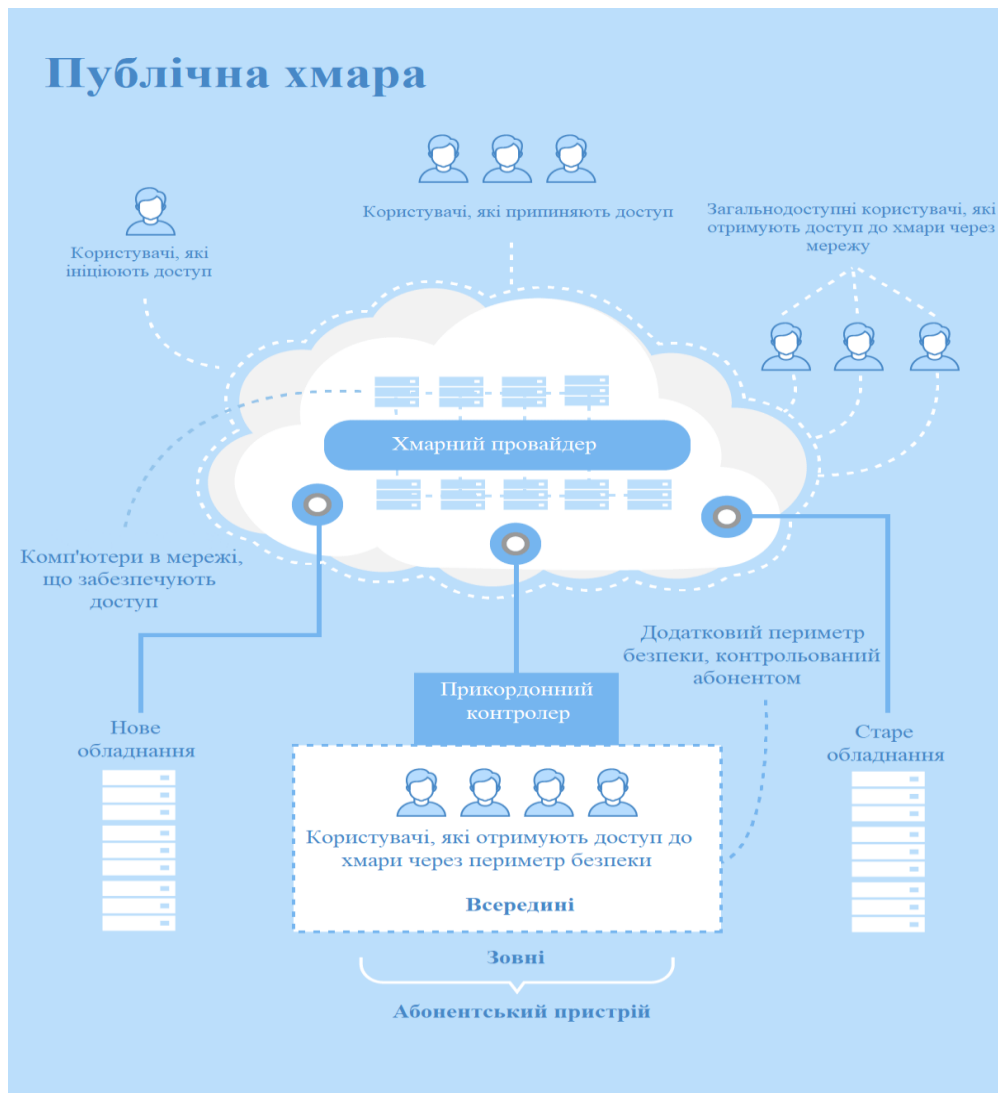 Публічна хмара
Користувачі, які припиняють доступ
Загальнодоступні користувачі, які
отримують доступ до хмари через
мережу
Користувачі, які
ініціюють доступ
Хмарний провайдер
Комп'ютери в мережі,
що забезпечують
доступ
Додатковий периметр
безпеки, контрольований
абонентом
Прикордонний
контролер
Нове
обладнання
Старе
обладнання
Користувачі, які отримують доступ до
хмари через периметр безпеки
Всередині
Зовні
Абонентський пристрій